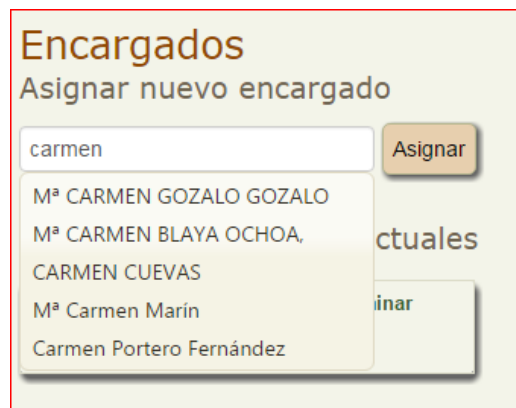 Encargados
Asignar nuevo encargado
carmen
Asignar
Mª CARMEN GOZALO GOZALO
Mª CARMEN BLAYA OCHOA,
ctuales
CARMEN CUEVAS
Mª Carmen Marín
inar
Carmen Portero Fernández